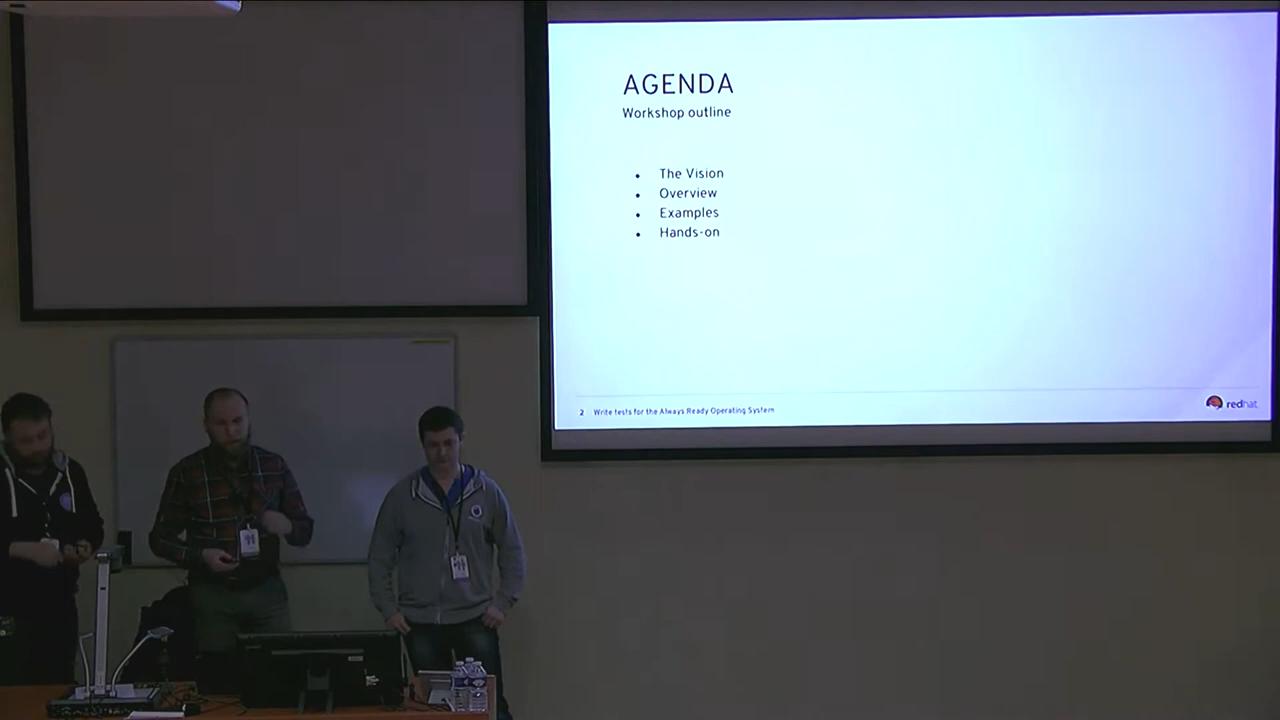 AGENDA
Workshop outline
• The Vision
• Overview
• Examples
• Hands-on
2 Write tests for the Always Ready Operating System
redhat